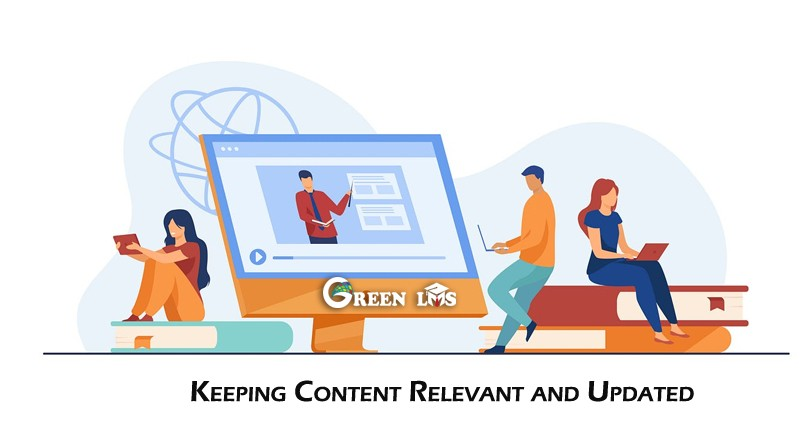 GREEN LMS
KEEPING CONTENT RELEVANT AND UPDATED